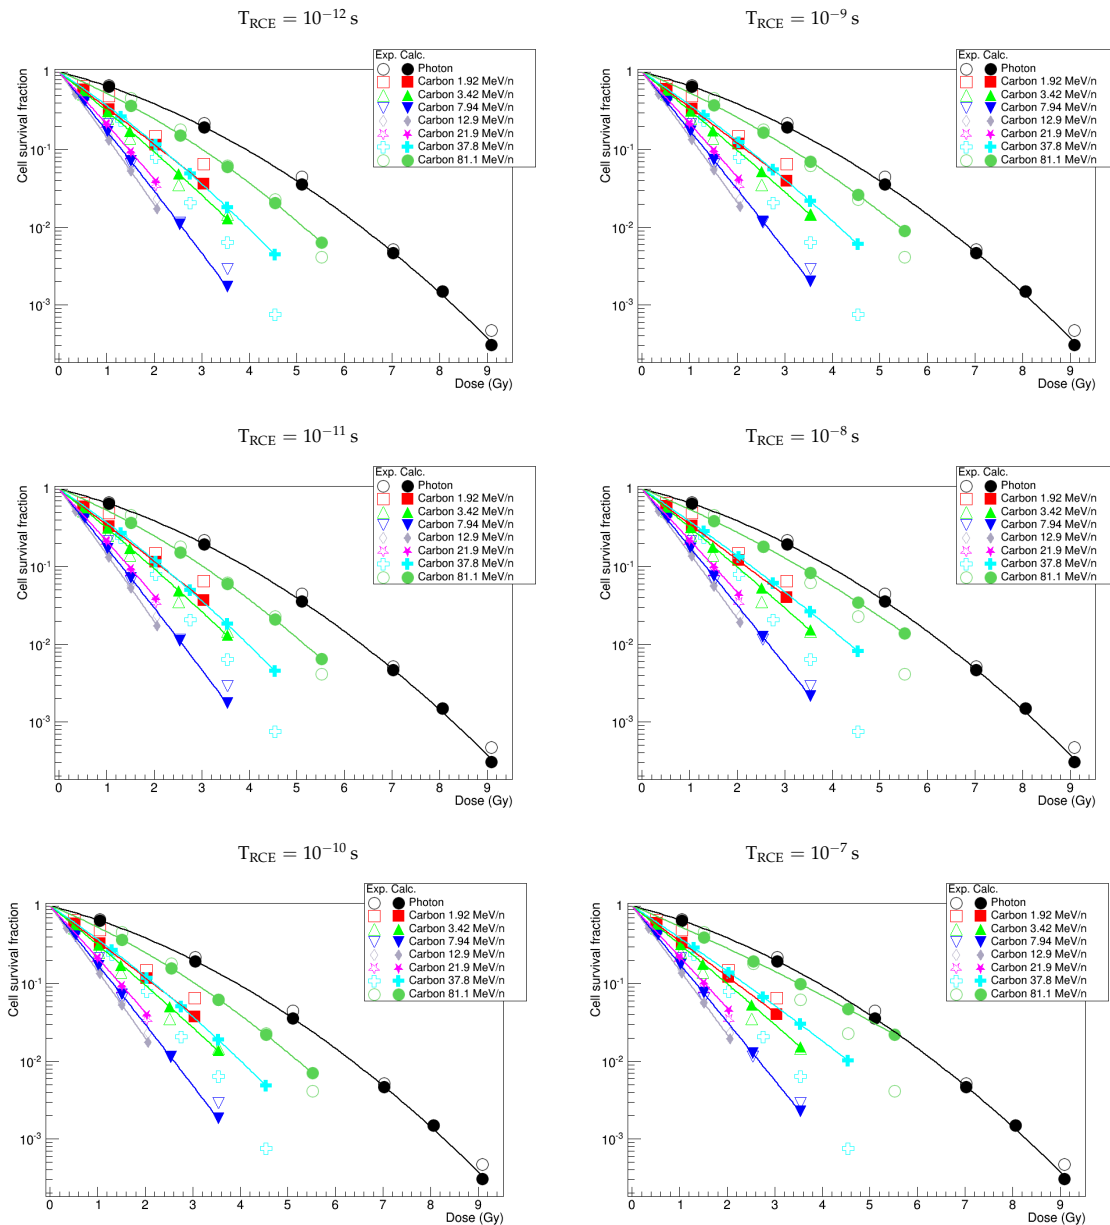 T_RCE = 10^−12 s
Cell survival fraction
1
10^-1
10^-2
10^-3
0 1 2 3 4 5 6 7 8 9
Dose (Gy)
Exp. Calc.
Photon
Carbon 1.92 MeV/n
Carbon 3.42 MeV/n
Carbon 7.94 MeV/n
Carbon 12.9 MeV/n
Carbon 21.9 MeV/n
Carbon 37.8 MeV/n
Carbon 81.1 MeV/n
T_RCE = 10^−9 s
Cell survival fraction
1
10^-1
10^-2
10^-3
0 1 2 3 4 5 6 7 8 9
Dose (Gy)
Exp. Calc.
Photon
Carbon 1.92 MeV/n
Carbon 3.42 MeV/n
Carbon 7.94 MeV/n
Carbon 12.9 MeV/n
Carbon 21.9 MeV/n
Carbon 37.8 MeV/n
Carbon 81.1 MeV/n
T_RCE = 10^−11 s
Cell survival fraction
1
10^-1
10^-2
10^-3
0 1 2 3 4 5 6 7 8 9
Dose (Gy)
Exp. Calc.
Photon
Carbon 1.92 MeV/n
Carbon 3.42 MeV/n
Carbon 7.94 MeV/n
Carbon 12.9 MeV/n
Carbon 21.9 MeV/n
Carbon 37.8 MeV/n
Carbon 81.1 MeV/n
T_RCE = 10^−8 s
Cell survival fraction
1
10^-1
10^-2
10^-3
0 1 2 3 4 5 6 7 8 9
Dose (Gy)
Exp. Calc.
Photon
Carbon 1.92 MeV/n
Carbon 3.42 MeV/n
Carbon 7.94 MeV/n
Carbon 12.9 MeV/n
Carbon 21.9 MeV/n
Carbon 37.8 MeV/n
Carbon 81.1 MeV/n
T_RCE = 10^−10 s
Cell survival fraction
1
10^-1
10^-2
10^-3
0 1 2 3 4 5 6 7 8 9
Dose (Gy)
Exp. Calc.
Photon
Carbon 1.92 MeV/n
Carbon 3.42 MeV/n
Carbon 7.94 MeV/n
Carbon 12.9 MeV/n
Carbon 21.9 MeV/n
Carbon 37.8 MeV/n
Carbon 81.1 MeV/n
T_RCE = 10^−7 s
Cell survival fraction
1
10^-1
10^-2
10^-3
0 1 2 3 4 5 6 7 8 9
Dose (Gy)
Exp. Calc.
Photon
Carbon 1.92 MeV/n
Carbon 3.42 MeV/n
Carbon 7.94 MeV/n
Carbon 12.9 MeV/n
Carbon 21.9 MeV/n
Carbon 37.8 MeV/n
Carbon 81.1 MeV/n